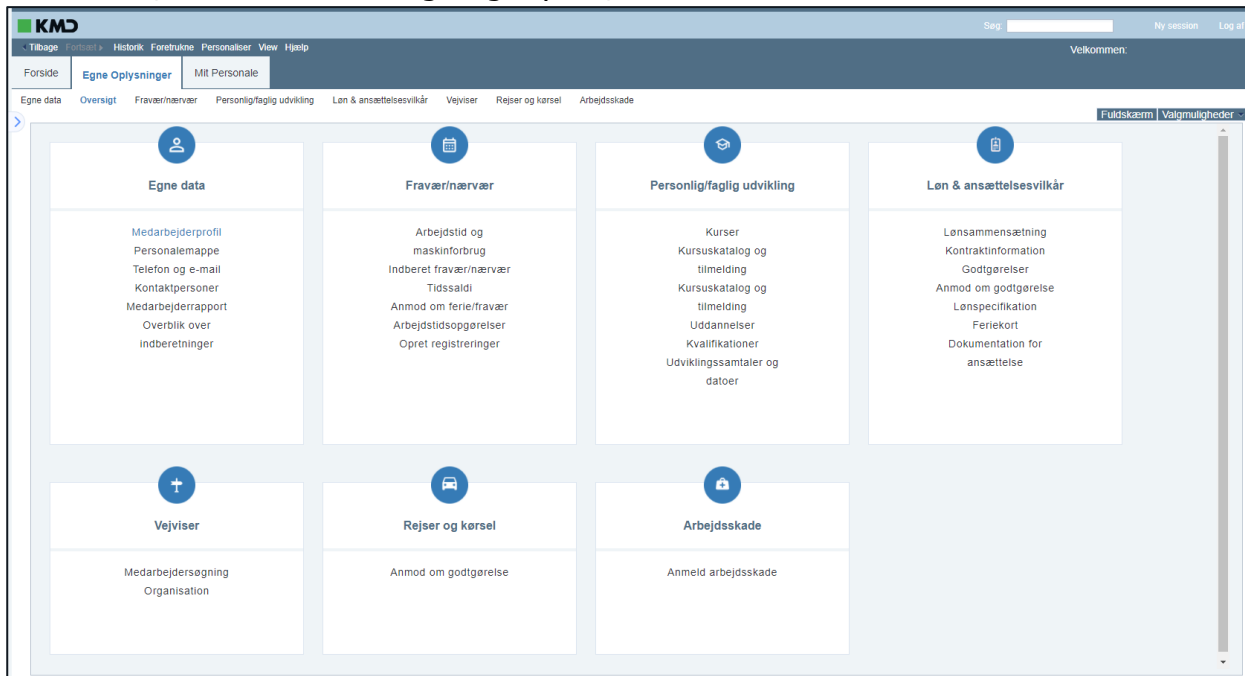 KMD
Søg:
Ny session Log af
Tilbage Fortsæt Historik Foretrukne Personaliser View Hjælp
Velkommen:
Forside Egne Oplysninger Mit Personale
Egne data Oversigt Fravær/nærvær Personlig/faglig udvikling Løn & ansættelsesvilkår Vejviser Rejser og kørsel Arbejdsskade
Fuldskærm Valgmuligheder
Egne data
Medarbejderprofil
Personalemappe
Telefon og e-mail
Kontaktpersoner
Medarbejderrapport
Overblik over
indberetninger
Fravær/nærvær
Arbejdstid og
maskinforbrug
Indberet fravær/nærvær
Tidssaldi
Anmod om ferie/fravær
Arbejdstidsopgørelser
Opret registreringer
Personlig/faglig udvikling
Kurser
Kursuskatalog og
tilmelding
Kursuskatalog og
tilmelding
Uddannelser
Kvalifikationer
Udviklingssamtaler og
datoer
Løn & ansættelsesvilkår
Lønsammensætning
Kontraktinformation
Godtgørelser
Anmod om godtgørelse
Lønspecifikation
Feriekort
Dokumentation for
ansættelse
Vejviser
Medarbejdersøgning
Organisation
Rejser og kørsel
Anmod om godtgørelse
Arbejdsskade
Anmeld arbejdsskade